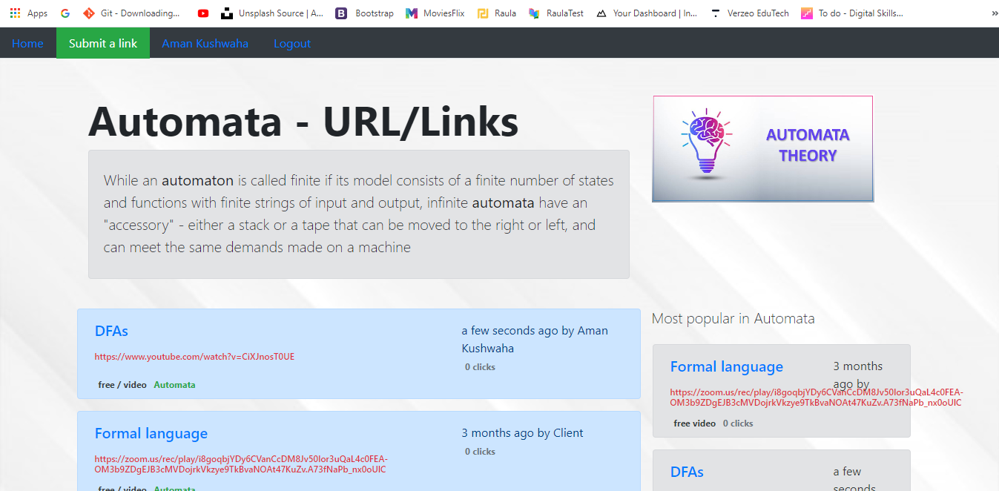 Apps Git - Downloading... Unsplash Source | A... Bootstrap MoviesFlix Raula RaulaTest Your Dashboard | In... Verzeo EduTech To do - Digital Skills... »
Home Submit a link Aman Kushwaha Logout
Automata - URL/Links
While an automaton is called finite if its model consists of a finite number of states
and functions with finite strings of input and output, infinite automata have an
"accessory" - either a stack or a tape that can be moved to the right or left, and
can meet the same demands made on a machine
AUTOMATA
THEORY
DFAs
https://www.youtube.com/watch?v=CiXJnosT0UE
free / video Automata
a few seconds ago by Aman
Kushwaha
0 clicks
Formal language
https://zoom.us/rec/play/i8goqbjYDy6CVanCcDM8Jv50Ior3uQaL4c0FEA-
OM3b9ZDgEJB3cMVDojrkVkzye9TkBvaNOAt47KuZv.A73fNaPb_nx0oUIC
free / video Automata
3 months ago by Client
0 clicks
Most popular in Automata
Formal language
3 months
ago by
https://zoom.us/rec/play/i8goqbjYDy6CVanCcDM8Jv50Ior3uQaL4c0FEA-
OM3b9ZDgEJB3cMVDojrkVkzye9TkBvaNOAt47KuZv.A73fNaPb_nx0oUIC
free video 0 clicks
DFAs
a few
seconds